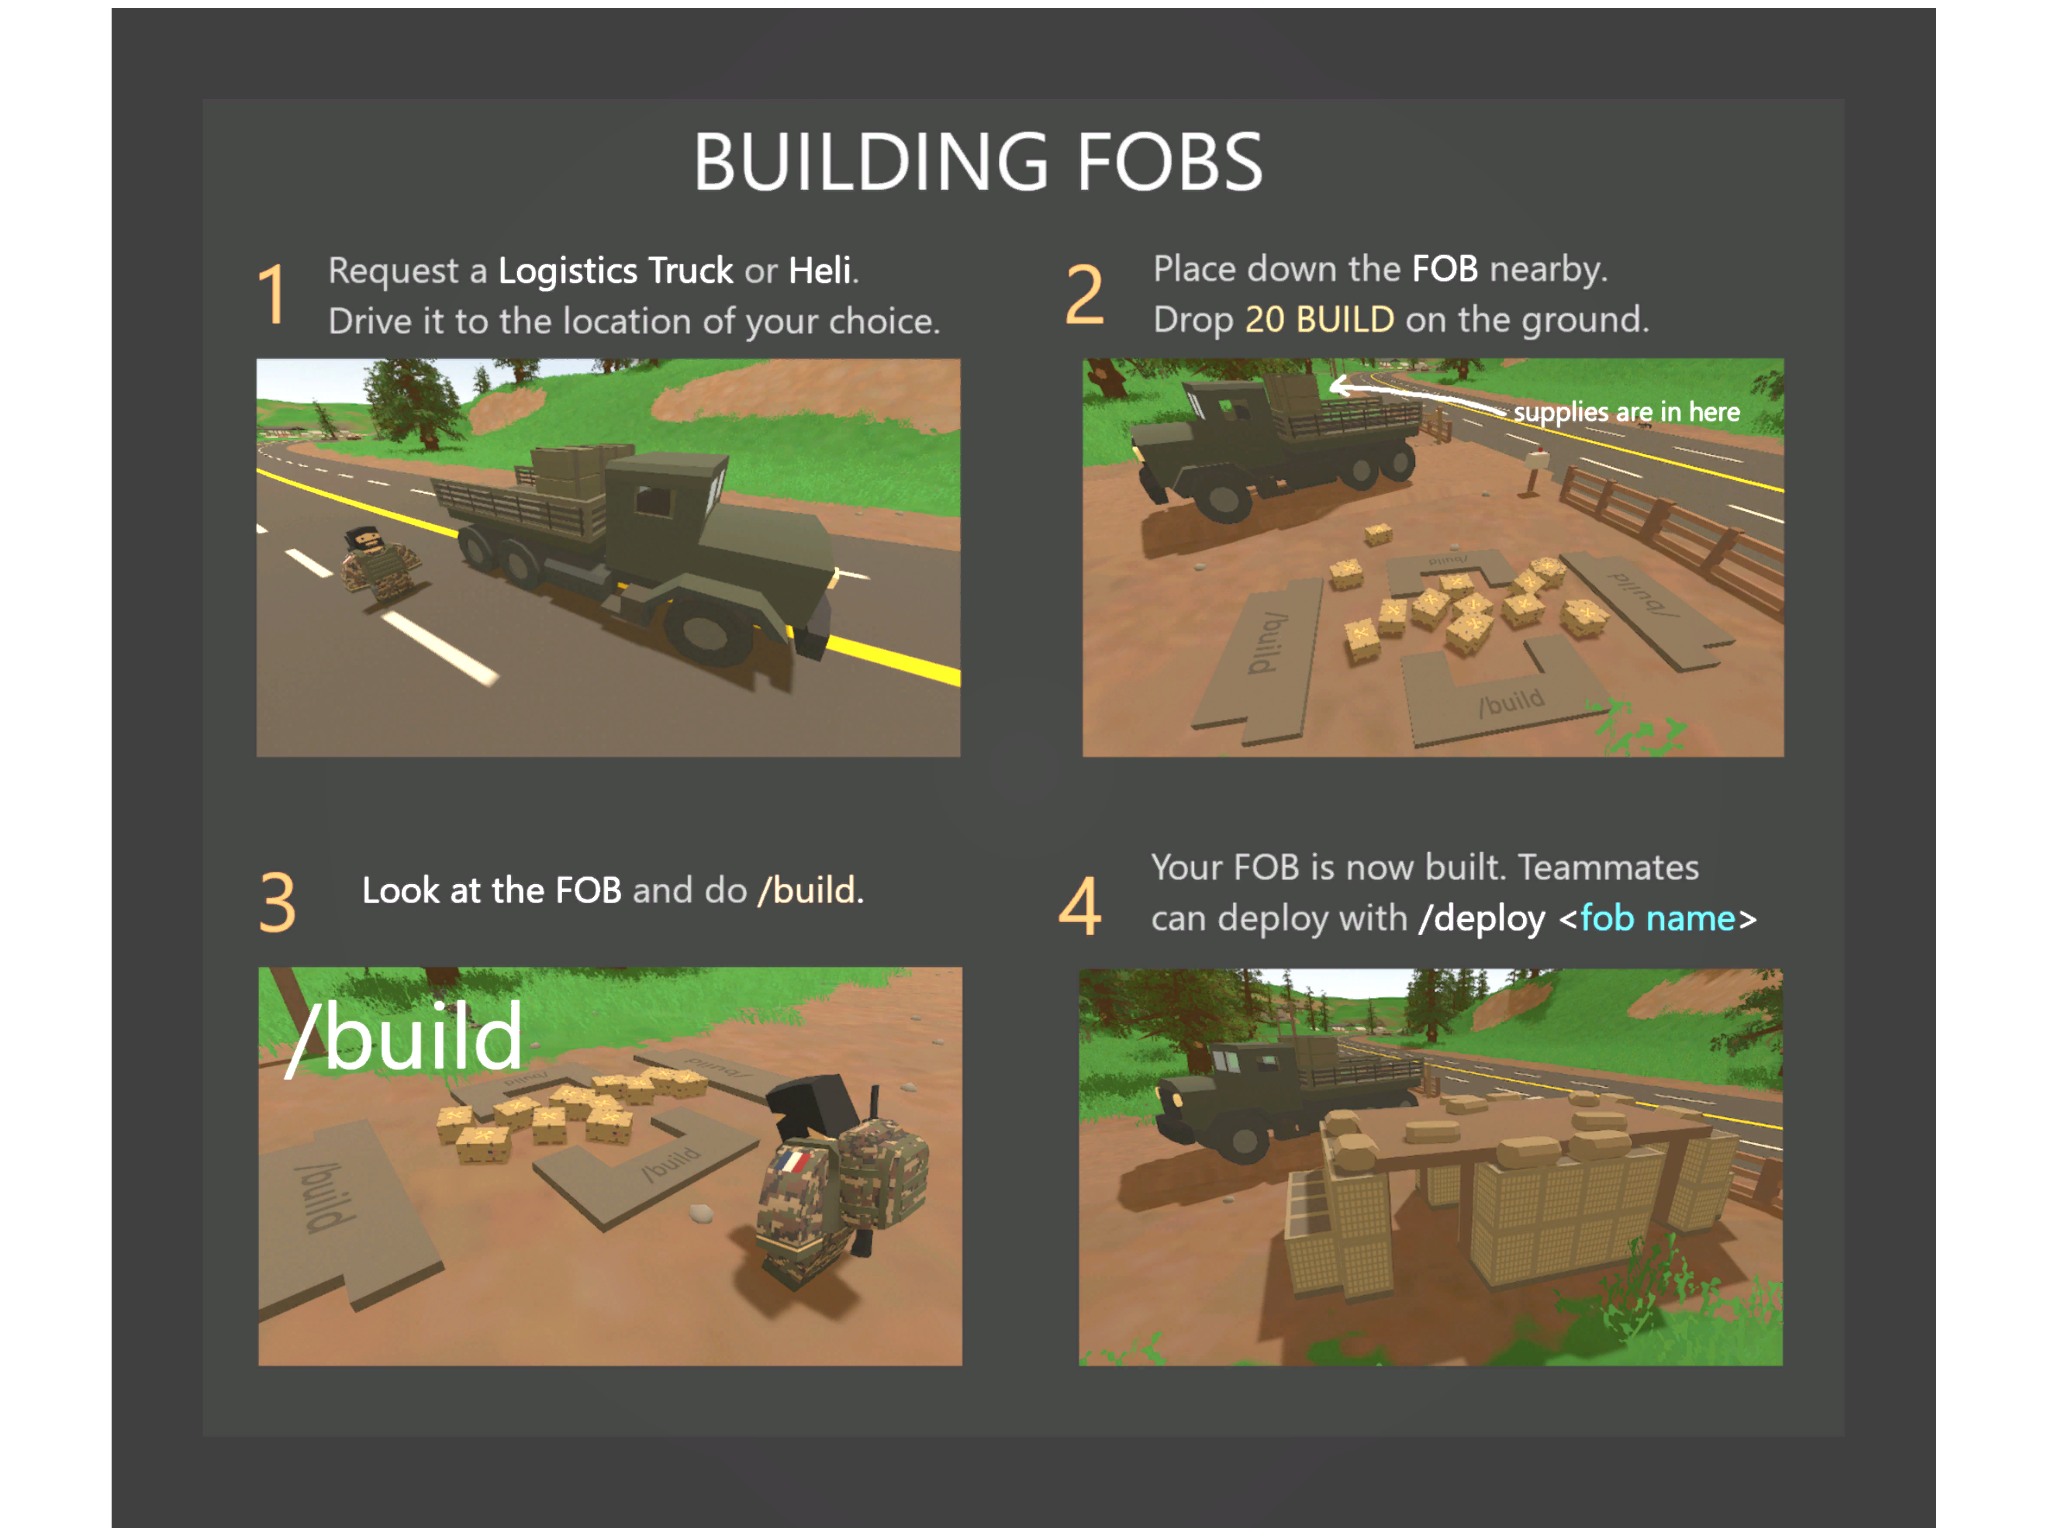 BUILDING FOBS
1
Request a Logistics Truck or Heli.
Drive it to the location of your choice.
2
Place down the FOB nearby.
Drop 20 BUILD on the ground.
supplies are in here
/build
/build
/build
/build
3
Look at the FOB and do /build.
/build
/build
/build
/build
/build
4
Your FOB is now built. Teammates
can deploy with /deploy <fob name>